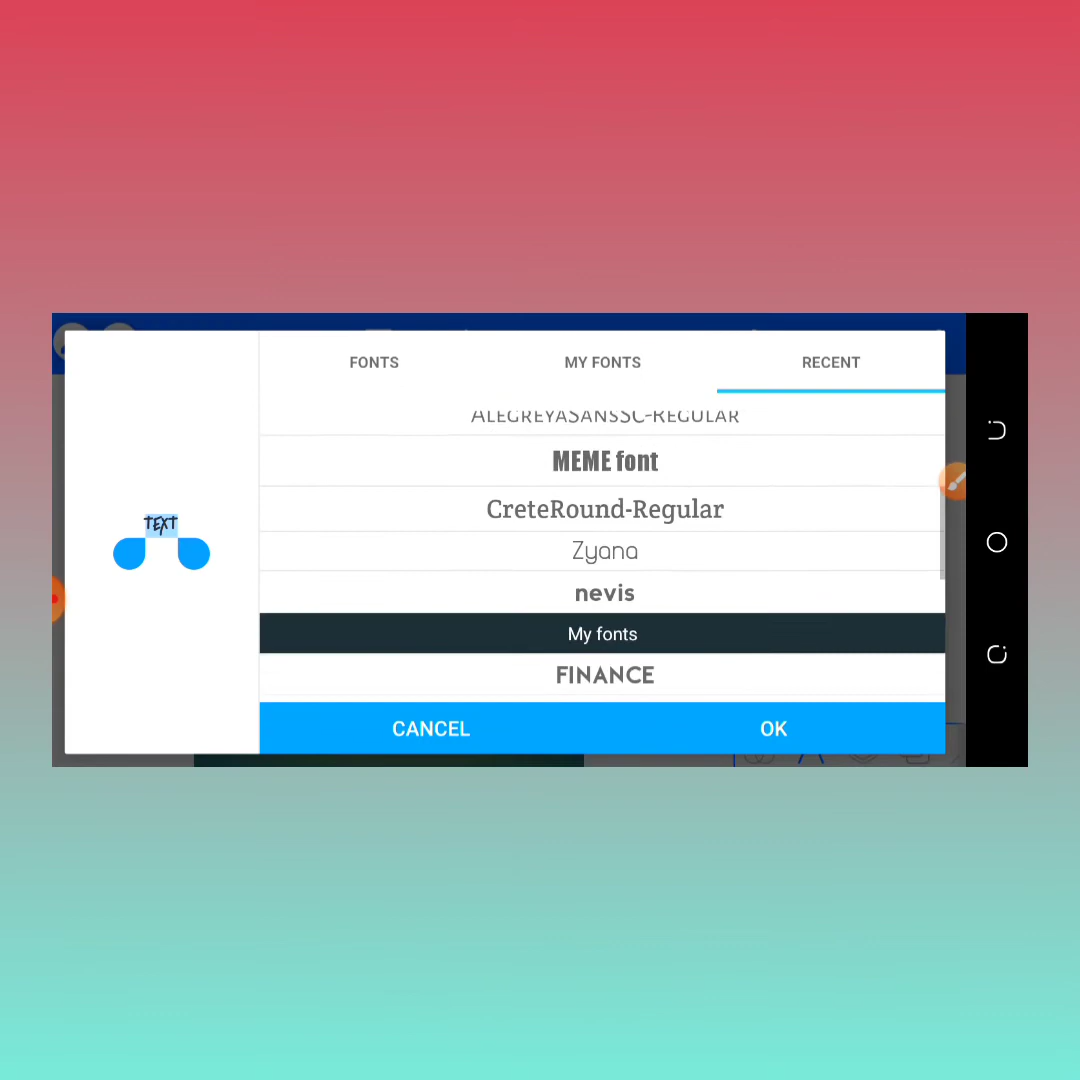 FONTS
MY FONTS
RECENT
ALEGREYASANSSC-REGULAR
MEME font
CreteRound-Regular
Zyana
nevis
My fonts
FINANCE
TEXT
CANCEL
OK